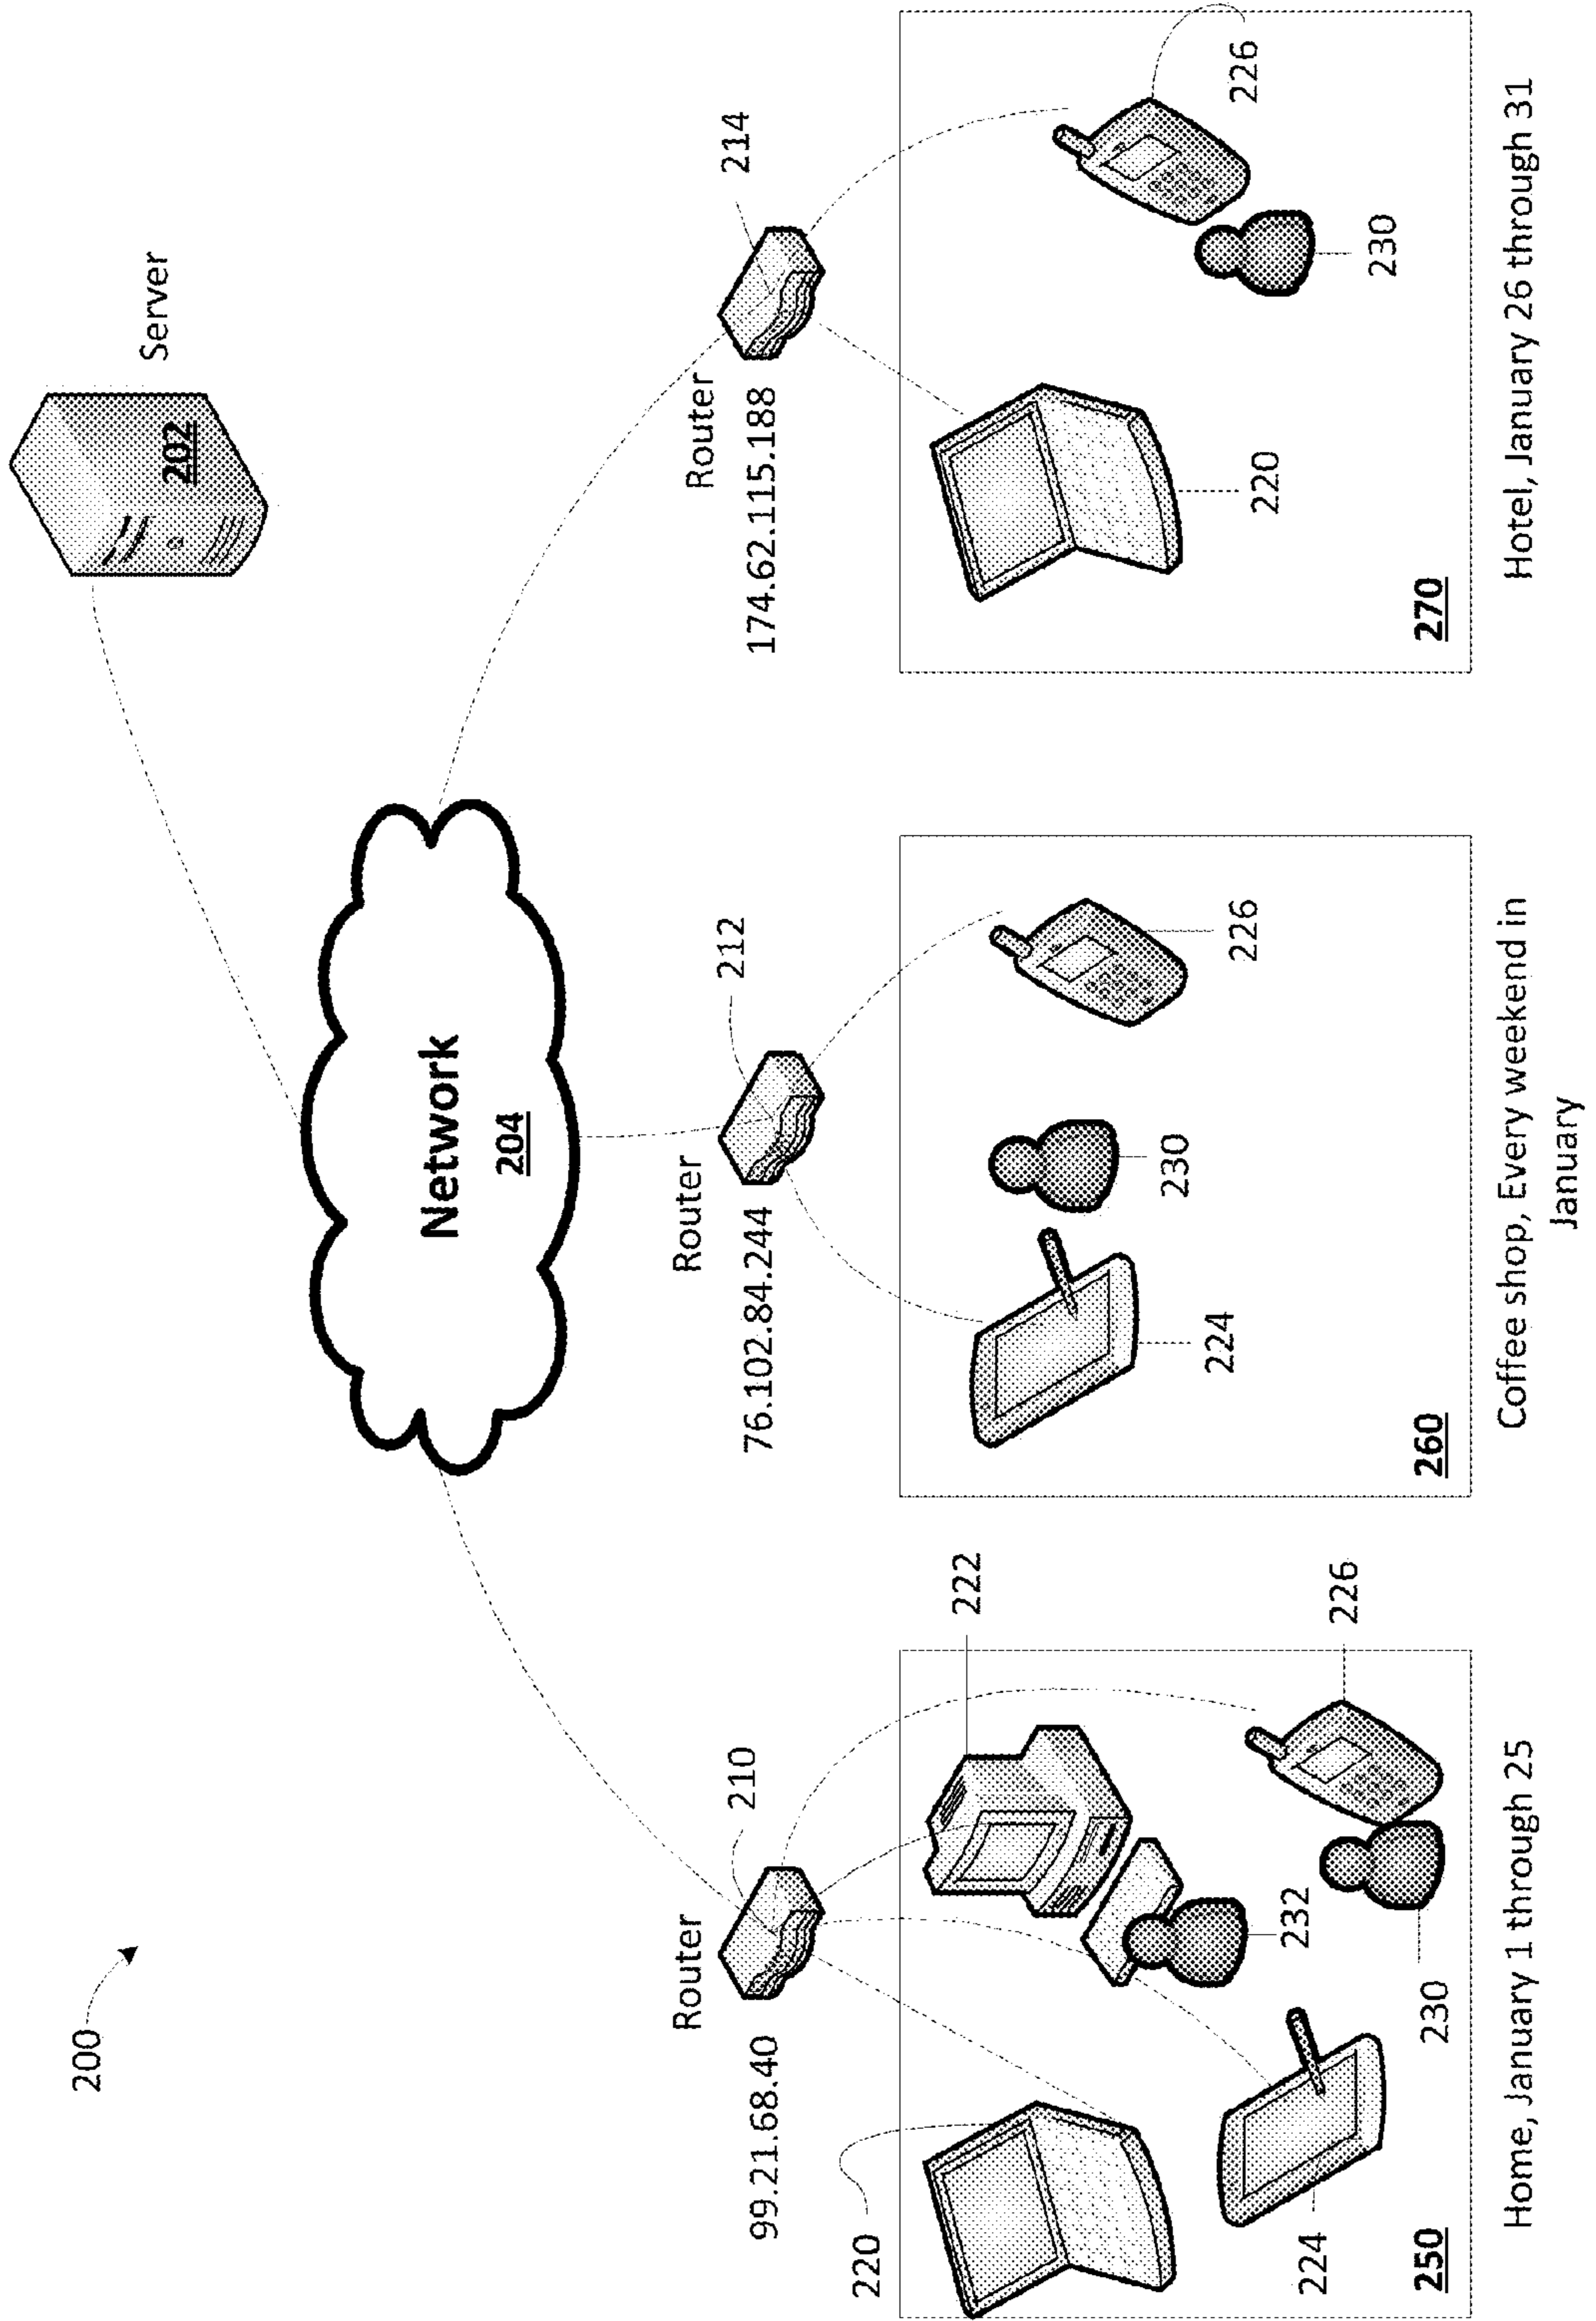 200
Server
202
Network
204
Router
210
99.21.68.40
Router
212
76.102.84.244
Router
214
174.62.115.188
220
222
224
232
226
230
250
Home, January 1 through 25
224
230
226
260
Coffee shop, Every weekend in
January
220
226
230
270
Hotel, January 26 through 31